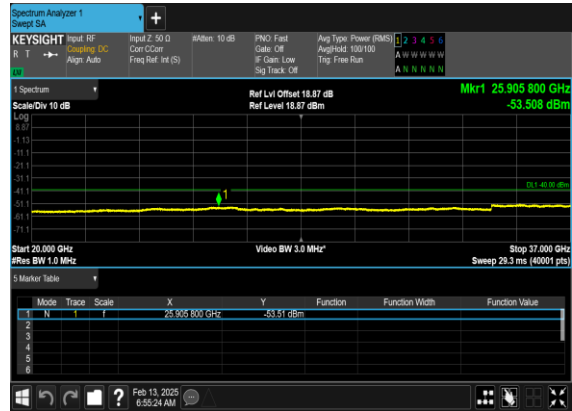 Spectrum Analyzer 1
Swept SA
KEYSIGHT Input: RF Input Z: 50 Ω #Atten: 10 dB PNO: Fast Avg Type: Power (RMS) 1 2 3 4 5 6
R T Coupling: DC Corr CCorr Gate: Off Avg|Hold: 100/100 A W W W W W
Align: Auto Freq Ref: Int (S) IF Gain: Low Trig: Free Run
Sig Track: Off A N N N N N
1 Spectrum Ref Lvl Offset 18.87 dB Mkr1 25.905 800 GHz
Scale/Div 10 dB Ref Level 18.87 dBm -53.508 dBm
Log
8.87
-1.13
-11.1
-21.1
-31.1
DL1 -40.00 dBm
-41.1
1
-51.1
-61.1
-71.1
Start 20.000 GHz Video BW 3.0 MHz* Stop 37.000 GHz
#Res BW 1.0 MHz Sweep 29.3 ms (40001 pts)
5 Marker Table
Mode Trace Scale X Y Function Function Width Function Value
1 N 1 f 25.905 800 GHz -53.51 dBm
2
3
4
5
6
? Feb 13, 2025
6:55:24 AM